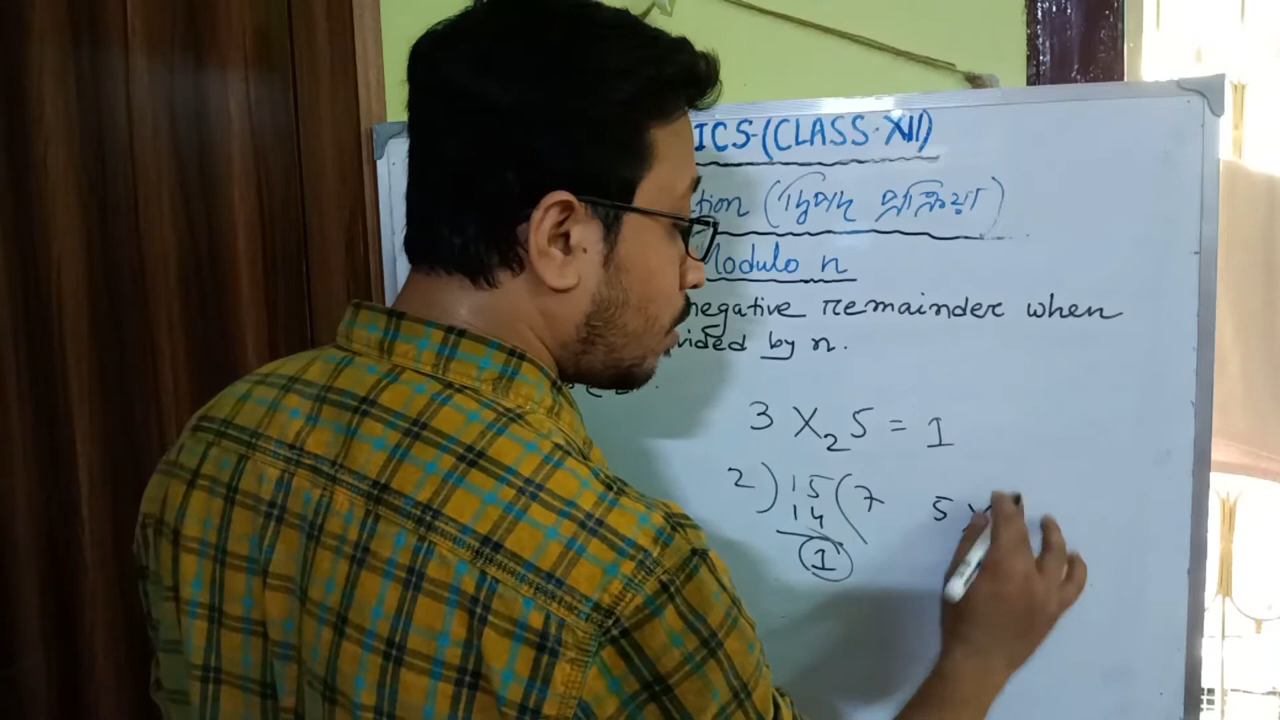 ICS-(CLASS-XII)
tion (দ্বিপদ প্রক্রিয়া)
Modulo n
negative remainder when
vided by n.
3 X₂ 5 = 1
2) 15 (7 5 X
14
1